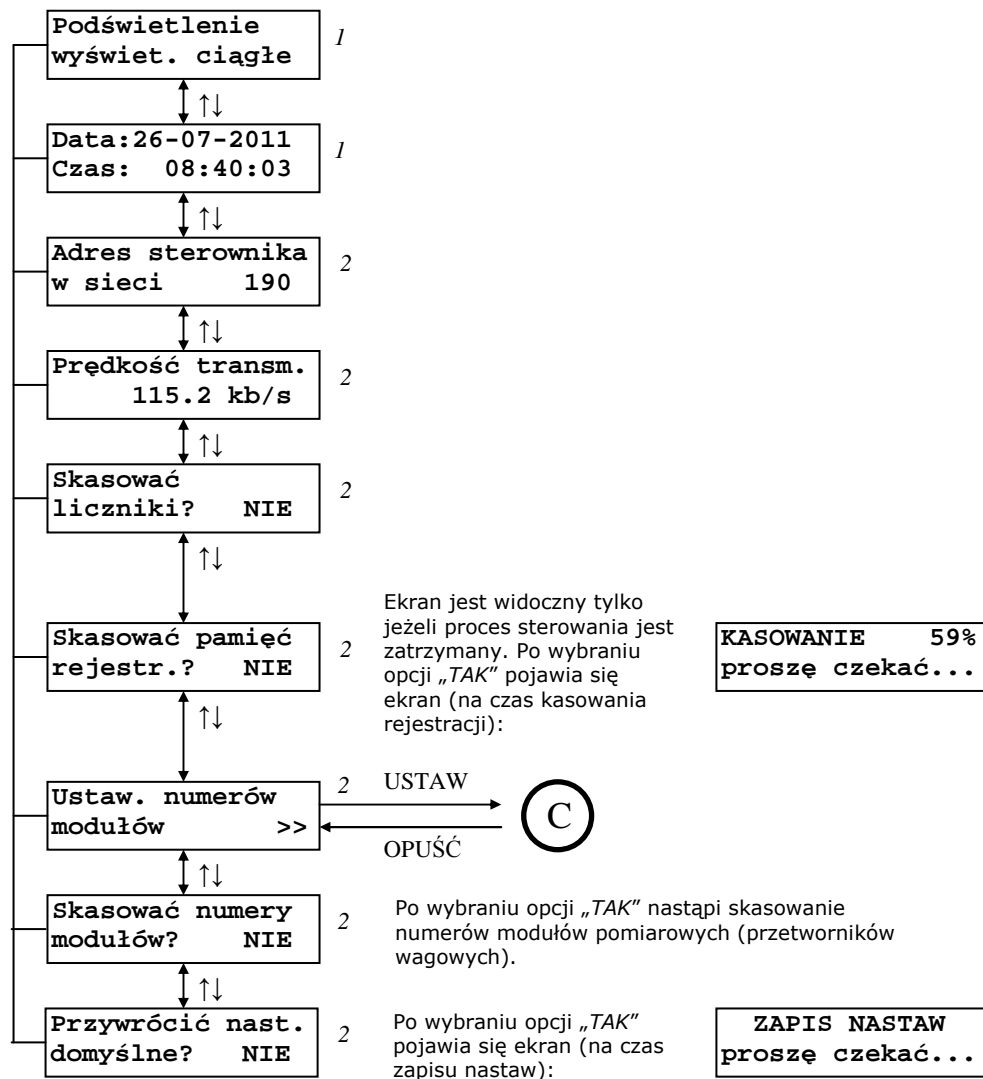 Podświetlenie
wyświet. ciągłe
1
↑↓
Data:26-07-2011
Czas: 08:40:03
1
↑↓
Adres sterownika
w sieci 190
2
↑↓
Prędkość transm.
115.2 kb/s
2
↑↓
Skasować
liczniki? NIE
2
↑↓
Skasować pamięć
rejestr.? NIE
2
Ekran jest widoczny tylko
jeżeli proces sterowania jest
zatrzymany. Po wybraniu
opcji „TAK” pojawia się
ekran (na czas kasowania
rejestracji):
KASOWANIE 59%
proszę czekać...
↑↓
Ustaw. numerów
modułów >>
2
USTAW
OPUŚĆ
C
↑↓
Skasować numery
modułów? NIE
2
Po wybraniu opcji „TAK” nastąpi skasowanie
numerów modułów pomiarowych (przetworników
wagowych).
↑↓
Przywrócić nast.
domyślne? NIE
2
Po wybraniu opcji „TAK”
pojawia się ekran (na czas
zapisu nastaw):
ZAPIS NASTAW
proszę czekać...